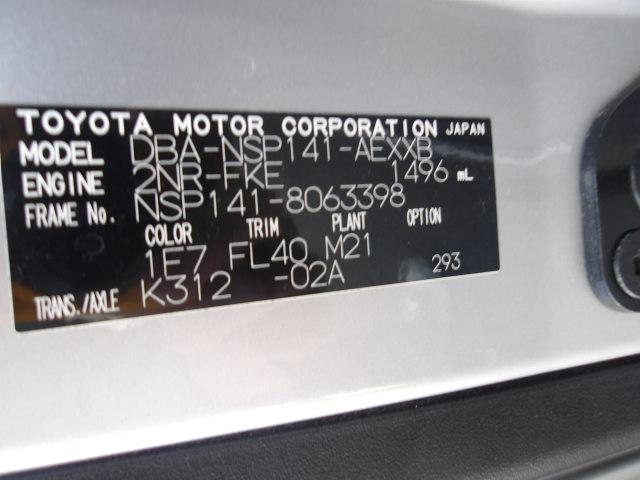 TOYOTA MOTOR CORPORATION JAPAN
MODEL DBA-NSP141-AEXXB
ENGINE 2NR-FKE 1496 mL
FRAME No. NSP141-8063398
COLOR TRIM PLANT OPTION
1E7 FL40 M21
TRANS./AXLE K312 -02A 293